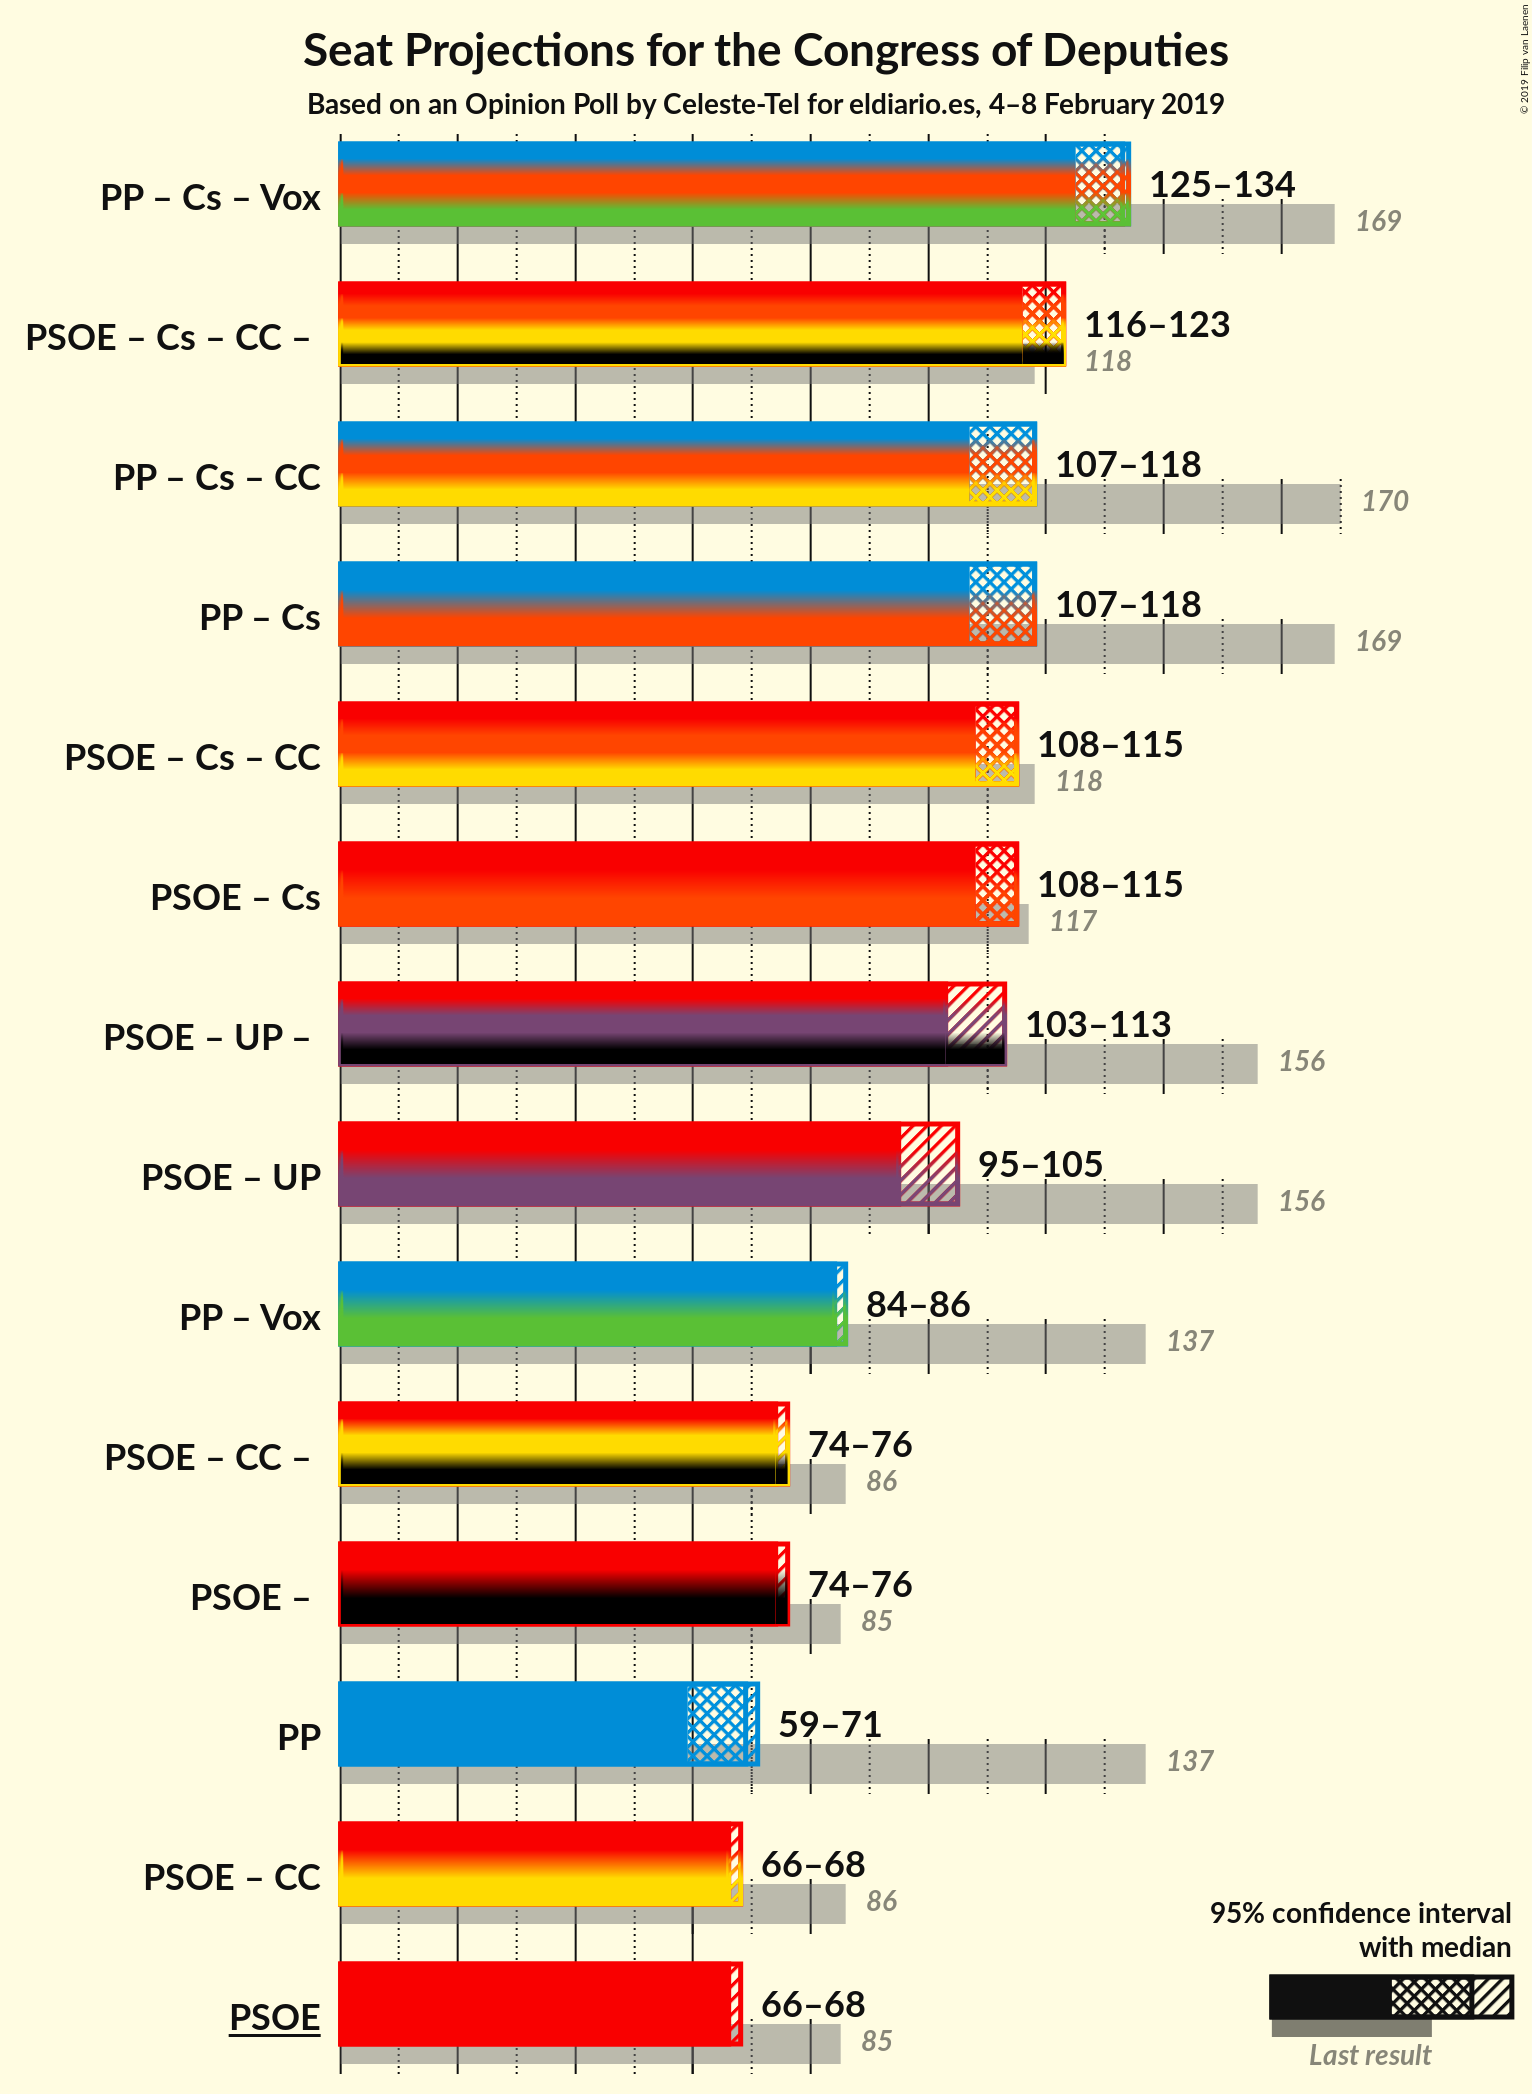 Seat Projections for the Congress of Deputies
Based on an Opinion Poll by Celeste-Tel for eldiario.es, 4–8 February 2019
© 2019 Filip van Laenen
PP – Cs – Vox
125–134
169
PSOE – Cs – CC –
116–123
118
PP – Cs – CC
107–118
170
PP – Cs
107–118
169
PSOE – Cs – CC
108–115
118
PSOE – Cs
108–115
117
PSOE – UP –
103–113
156
PSOE – UP
95–105
156
PP – Vox
84–86
137
PSOE – CC –
74–76
86
PSOE –
74–76
85
PP
59–71
137
PSOE – CC
66–68
86
PSOE
66–68
85
95% confidence interval
with median
Last result